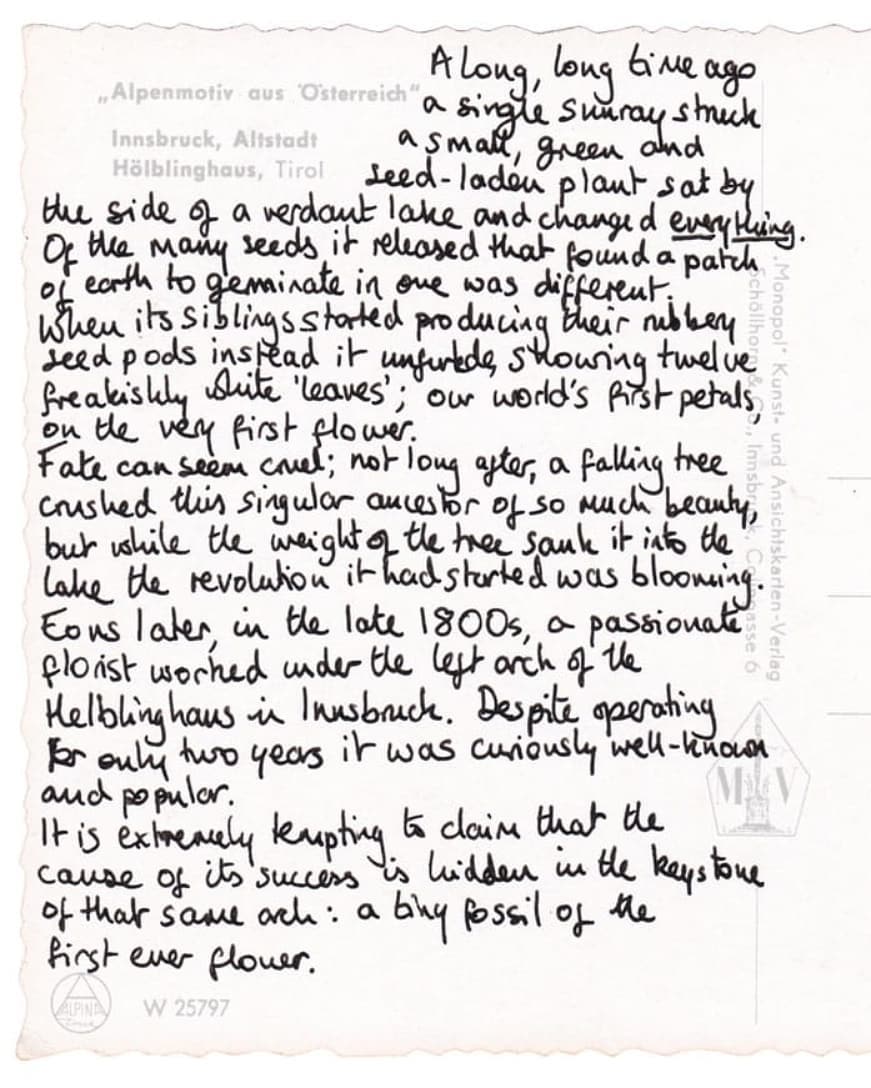 „Alpenmotiv aus Österreich"
Innsbruck, Altstadt
Hölblinghaus, Tirol
A long, long time ago
a single sunray struck
a small, green and
seed-laden plant sat by
the side of a verdant lake and changed everything.
Of the many seeds it released that found a patch
of earth to germinate in one was different.
When its siblings started producing their rubbery
seed pods instead it unfurled, showing twelve
freakishly white 'leaves'; our world's first petals,
on the very first flower.
Fate can seem cruel; not long after, a falling tree
crushed this singular ancestor of so much beauty,
but while the weight of the tree sank it into the
lake the revolution it had started was blooming.
Eons later, in the late 1800s, a passionate
florist worked under the left arch of the
Helblinghaus in Innsbruck. Despite operating
for only two years it was curiously well-known
and popular.
It is extremely tempting to claim that the
cause of its success is hidden in the keystone
of that same arch: a tiny fossil of the
first ever flower.
„Monopol" Kunst- und Ansichtskarten-Verlag
Schöllhorn & Co., Innsbruck, 6
M V
ALPINA
W 25797